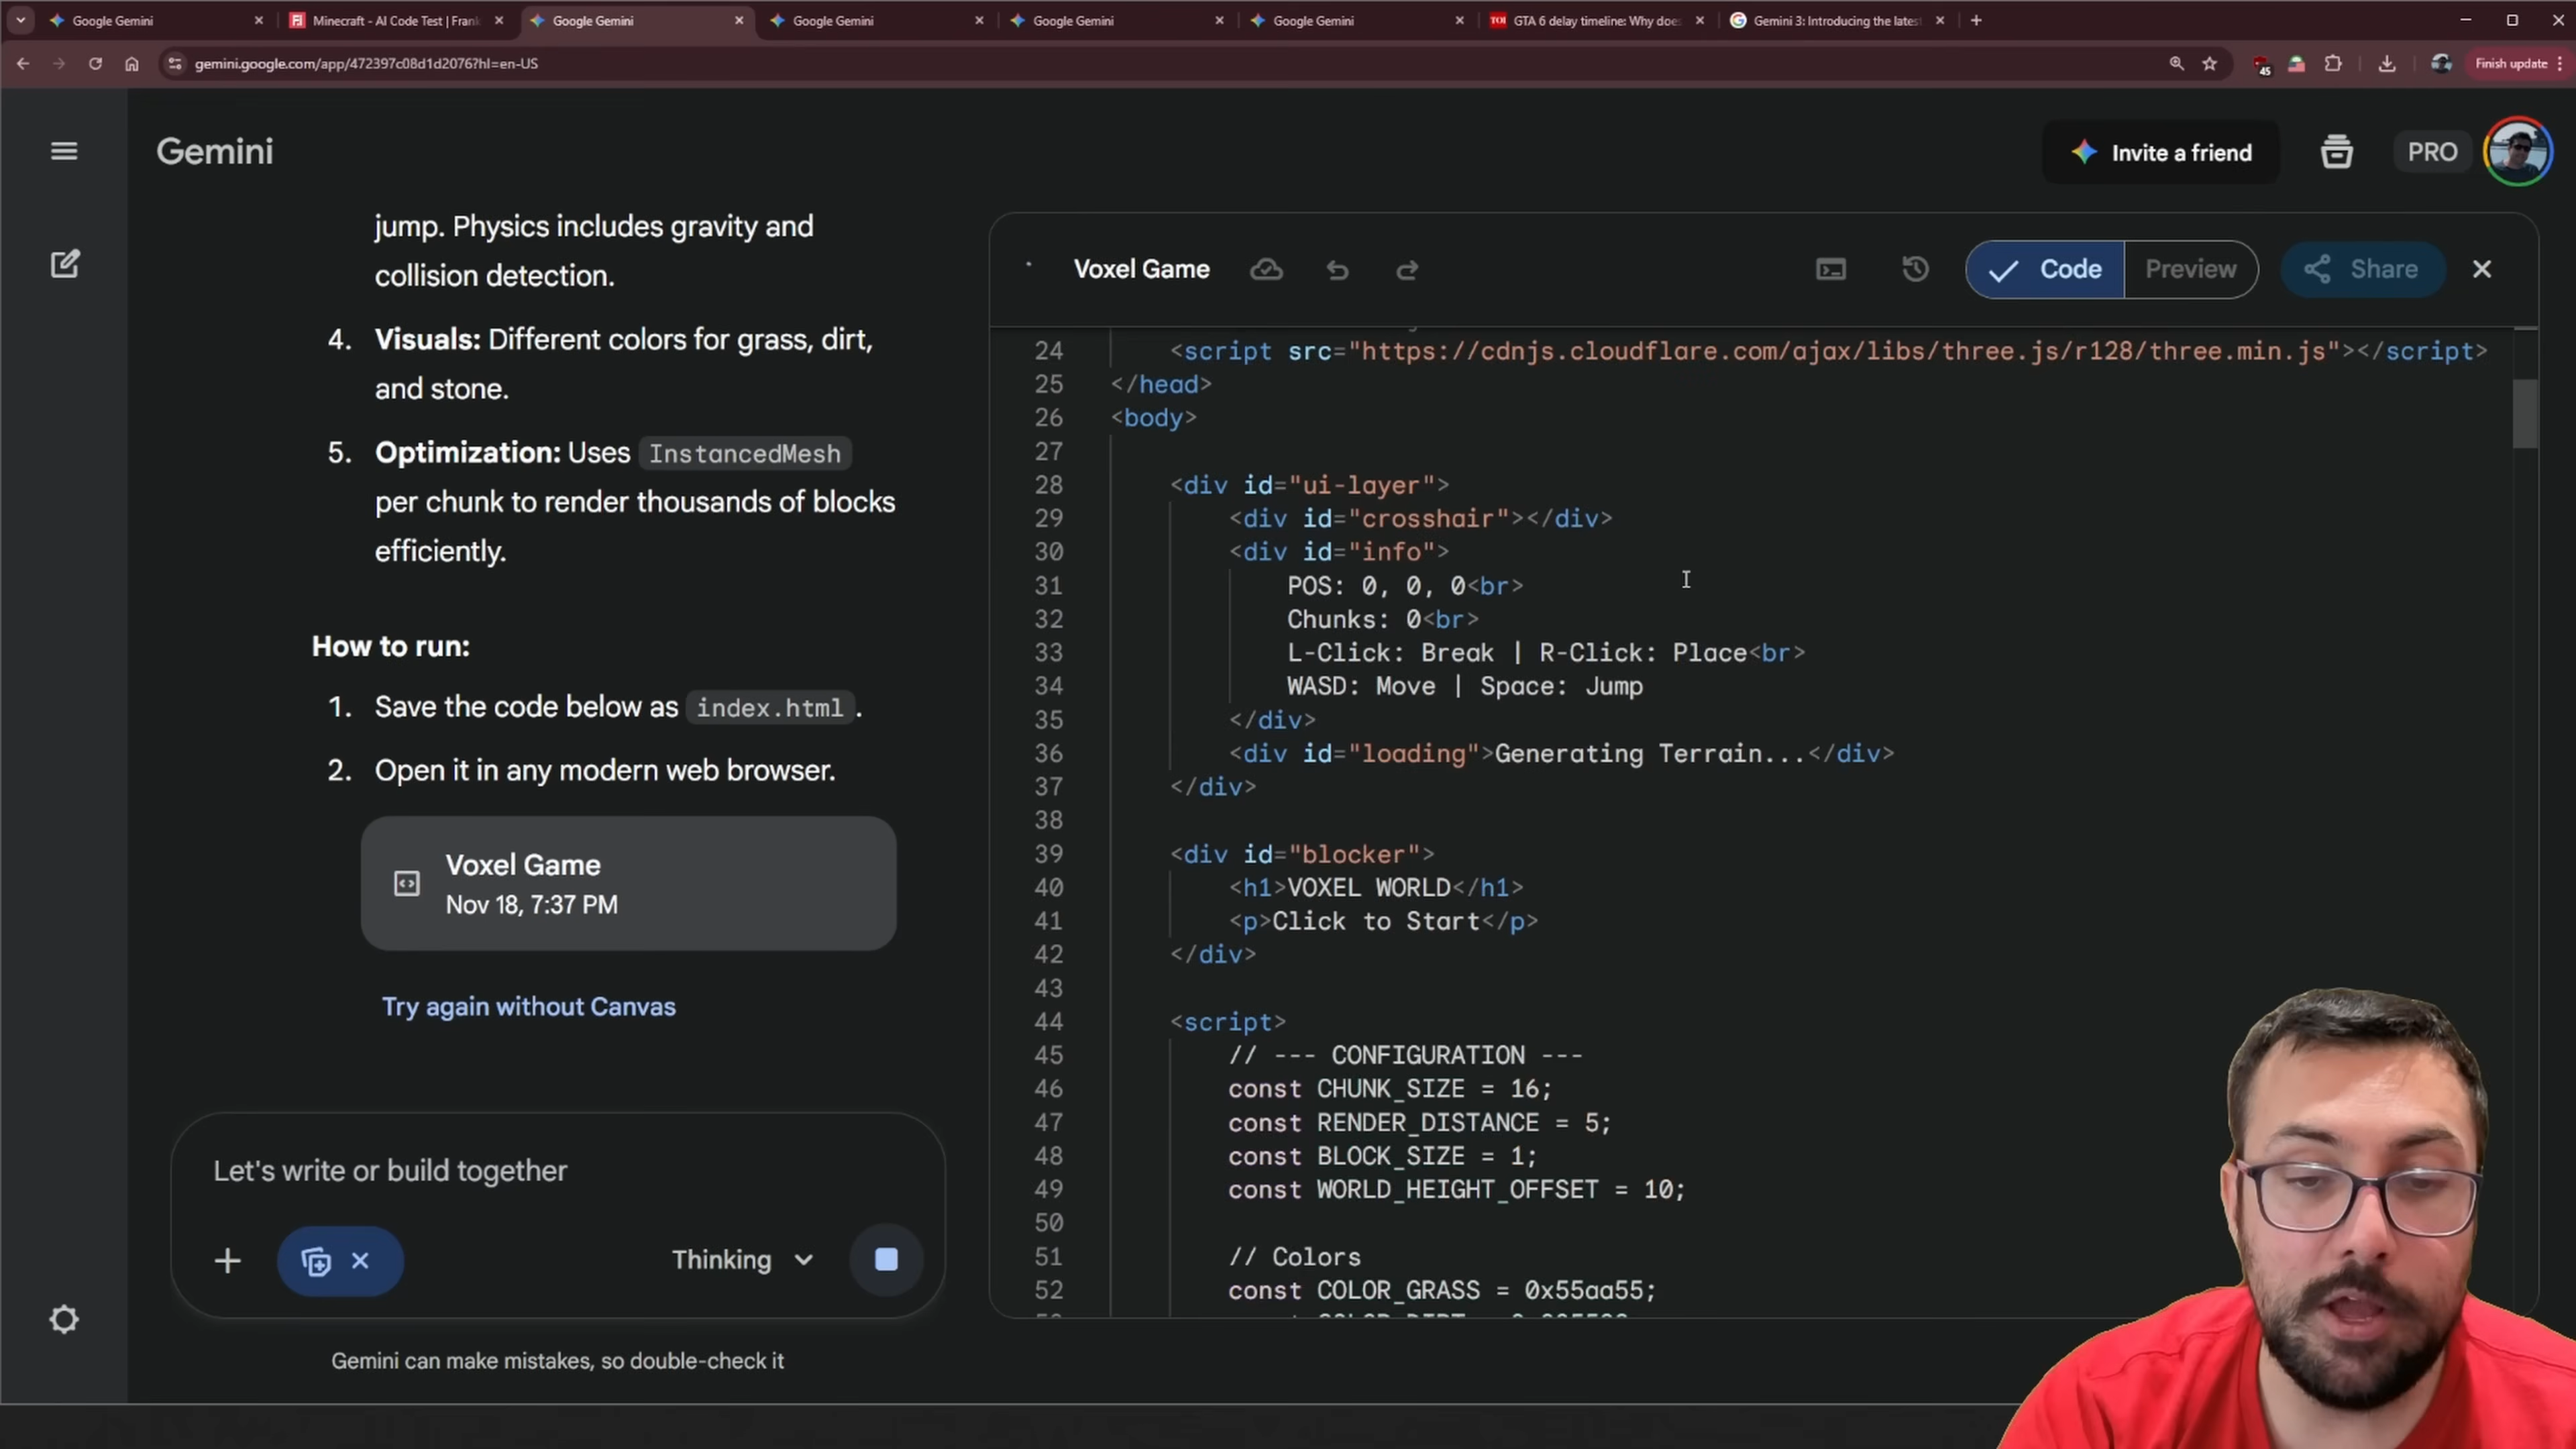 Google Gemini
Minecraft - AI Code Test | Frank
Google Gemini
Google Gemini
Google Gemini
Google Gemini
TOI
GTA 6 delay timeline: Why does
Gemini 3: Introducing the latest
gemini.google.com/app/472397c08d1d2076?hl=en-US
45
Finish update
Gemini
Invite a friend
PRO
jump. Physics includes gravity and
collision detection.
4. Visuals: Different colors for grass, dirt,
and stone.
5. Optimization: Uses InstancedMesh
per chunk to render thousands of blocks
efficiently.
How to run:
1. Save the code below as index.html.
2. Open it in any modern web browser.
Voxel Game
Nov 18, 7:37 PM
Try again without Canvas
Let's write or build together
Thinking
Gemini can make mistakes, so double-check it
Voxel Game
Code
Preview
Share
24 <script src="https://cdnjs.cloudflare.com/ajax/libs/three.js/r128/three.min.js"></script>
25 </head>
26 <body>
27
28 <div id="ui-layer">
29 <div id="crosshair"></div>
30 <div id="info">
31 POS: 0, 0, 0<br>
32 Chunks: 0<br>
33 L-Click: Break | R-Click: Place<br>
34 WASD: Move | Space: Jump
35 </div>
36 <div id="loading">Generating Terrain...</div>
37 </div>
38
39 <div id="blocker">
40 <h1>VOXEL WORLD</h1>
41 <p>Click to Start</p>
42 </div>
43
44 <script>
45 // --- CONFIGURATION ---
46 const CHUNK_SIZE = 16;
47 const RENDER_DISTANCE = 5;
48 const BLOCK_SIZE = 1;
49 const WORLD_HEIGHT_OFFSET = 10;
50
51 // Colors
52 const COLOR_GRASS = 0x55aa55;